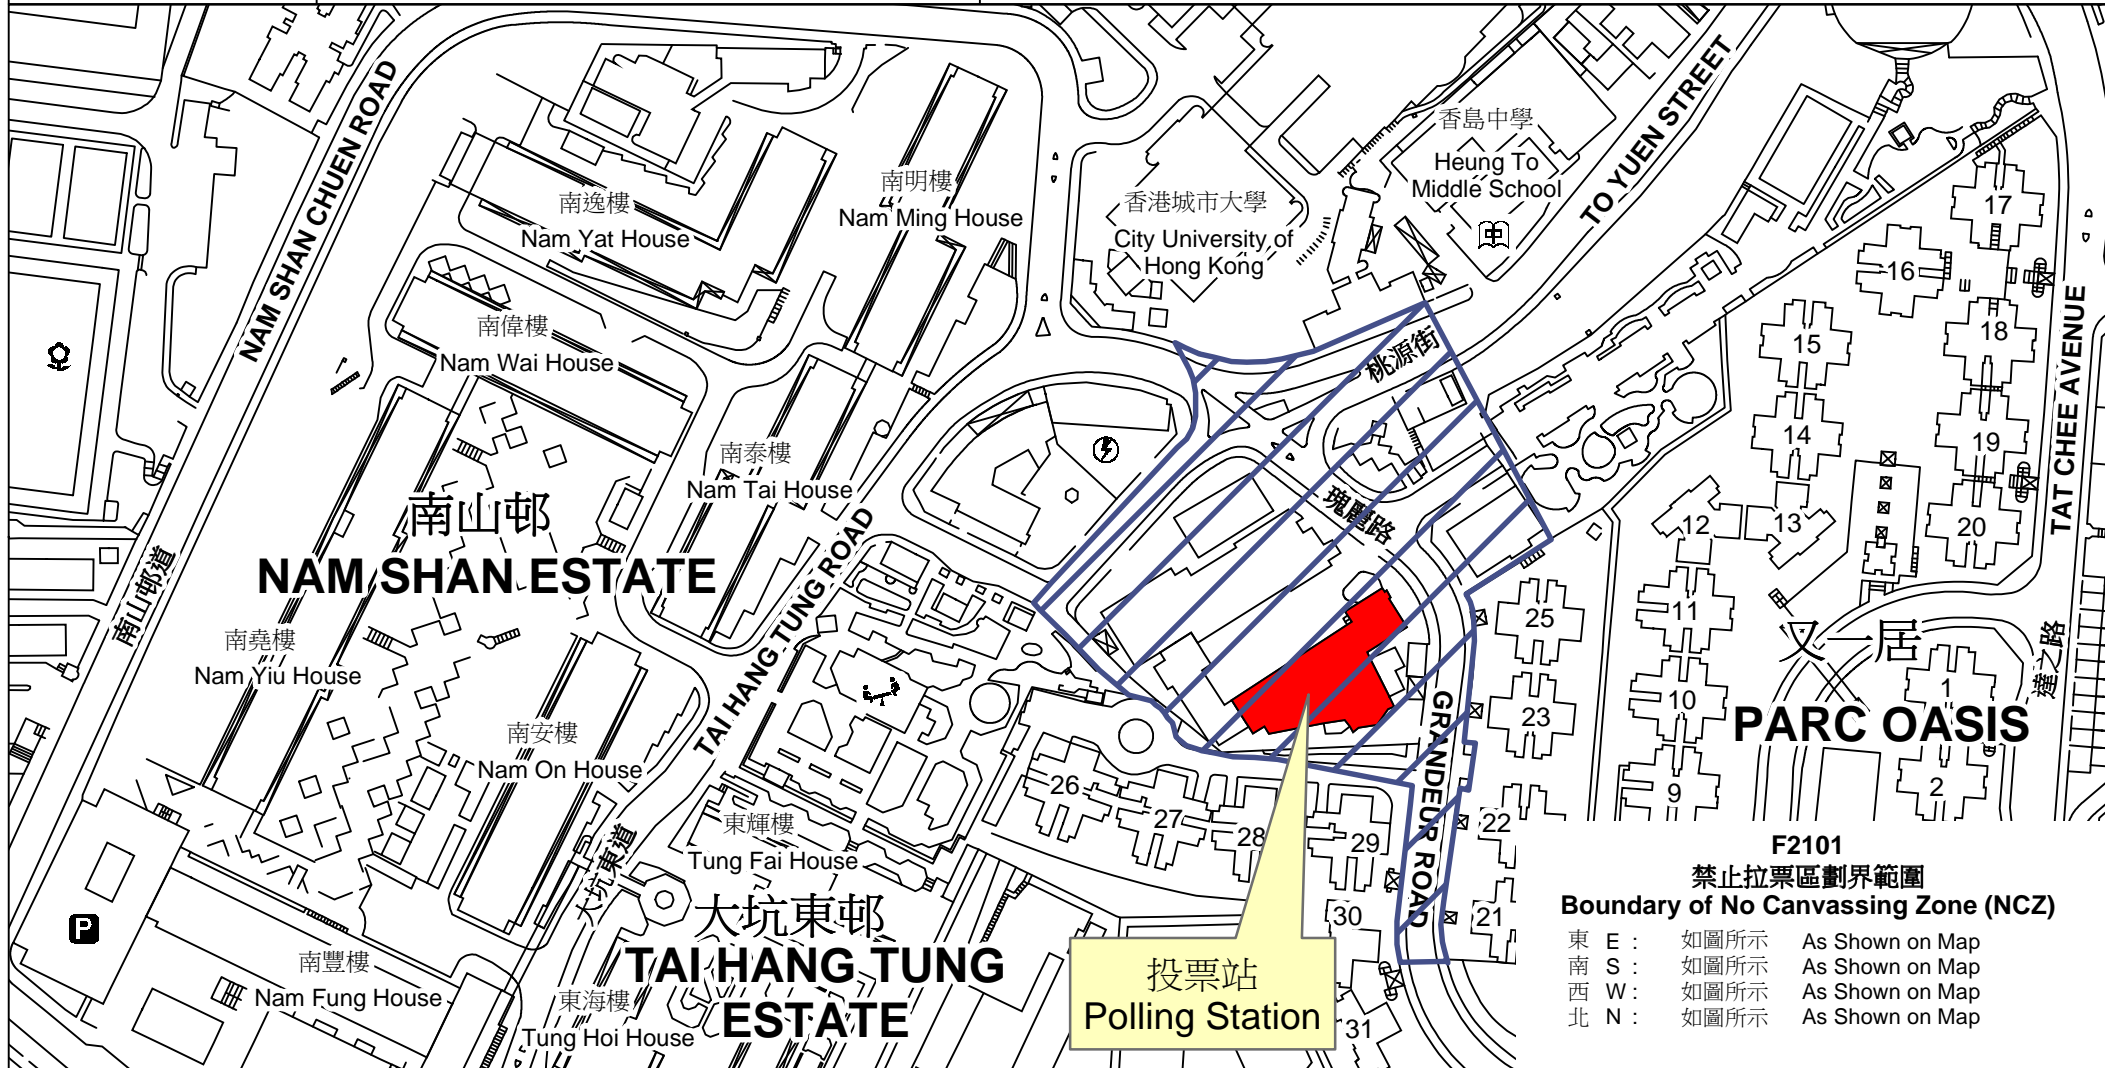 NAM SHAN CHUEN ROAD
南山邨道
南逸樓
Nam Yat House
南明樓
Nam Ming House
香港城市大學
City University of
Hong Kong
香島中學
Heung To
Middle School
中
TO YUEN STREET
桃源街
南偉樓
Nam Wai House
南泰樓
Nam Tai House
南山邨
NAM SHAN ESTATE
TAI HANG TUNG ROAD
大坑東道
南堯樓
Nam Yiu House
南安樓
Nam On House
南豐樓
Nam Fung House
P
東輝樓
Tung Fai House
大坑東邨
TAI HANG TUNG
ESTATE
東海樓
Tung Hoi House
瑰麗路
GRANDEUR ROAD
投票站
Polling Station
17
16
18
15
14
19
20
12
13
11
25
10
23
9
22
21
26
27
28
29
30
31
1
2
又一居
PARC OASIS
TAT CHEE AVENUE
達之路
F2101
禁止拉票區劃界範圍
Boundary of No Canvassing Zone (NCZ)
東 E : 如圖所示 As Shown on Map
南 S : 如圖所示 As Shown on Map
西 W : 如圖所示 As Shown on Map
北 N : 如圖所示 As Shown on Map